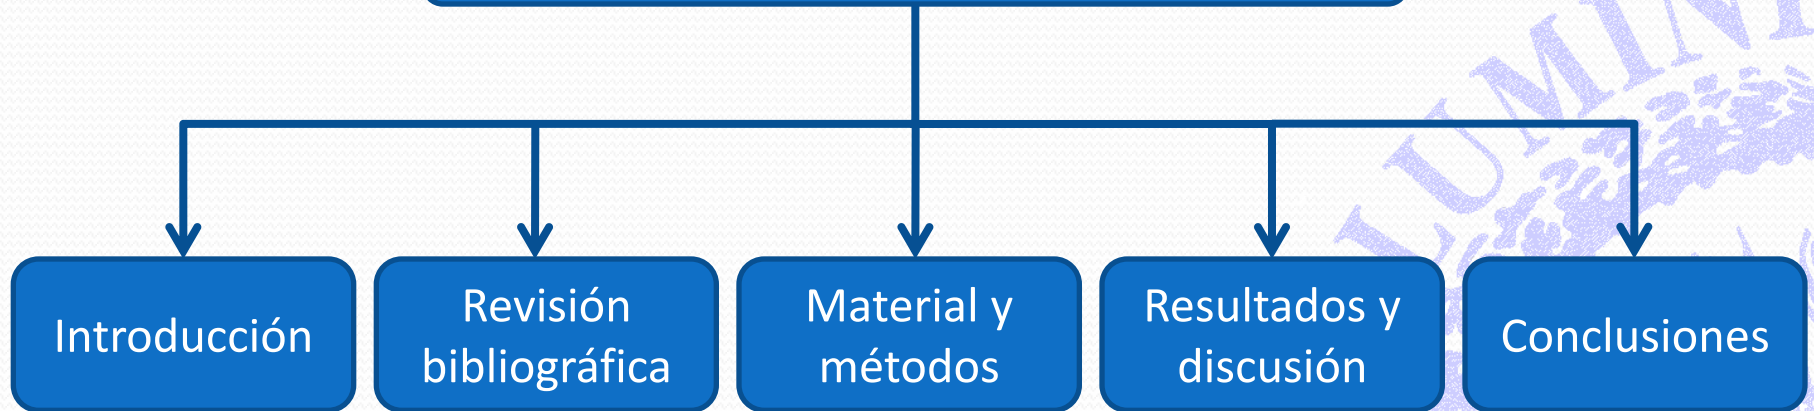 Introducción
Revisión
bibliográfica
Material y
métodos
Resultados y
discusión
Conclusiones